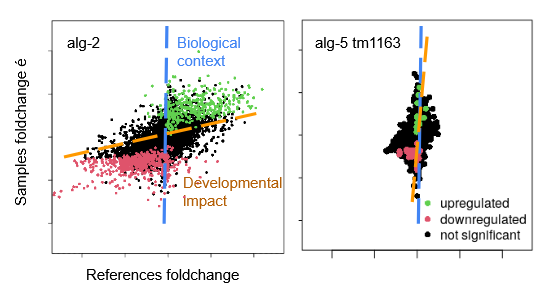 alg-2
Biological
context
Developmental
impact
Samples foldchange é
References foldchange
alg-5 tm1163
upregulated
downregulated
not significant